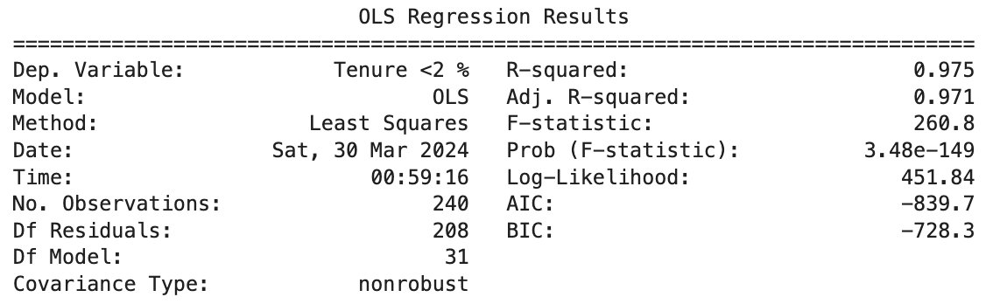 OLS Regression Results
==============================================================================
Dep. Variable: Tenure <2 % R-squared: 0.975
Model: OLS Adj. R-squared: 0.971
Method: Least Squares F-statistic: 260.8
Date: Sat, 30 Mar 2024 Prob (F-statistic): 3.48e-149
Time: 00:59:16 Log-Likelihood: 451.84
No. Observations: 240 AIC: -839.7
Df Residuals: 208 BIC: -728.3
Df Model: 31
Covariance Type: nonrobust